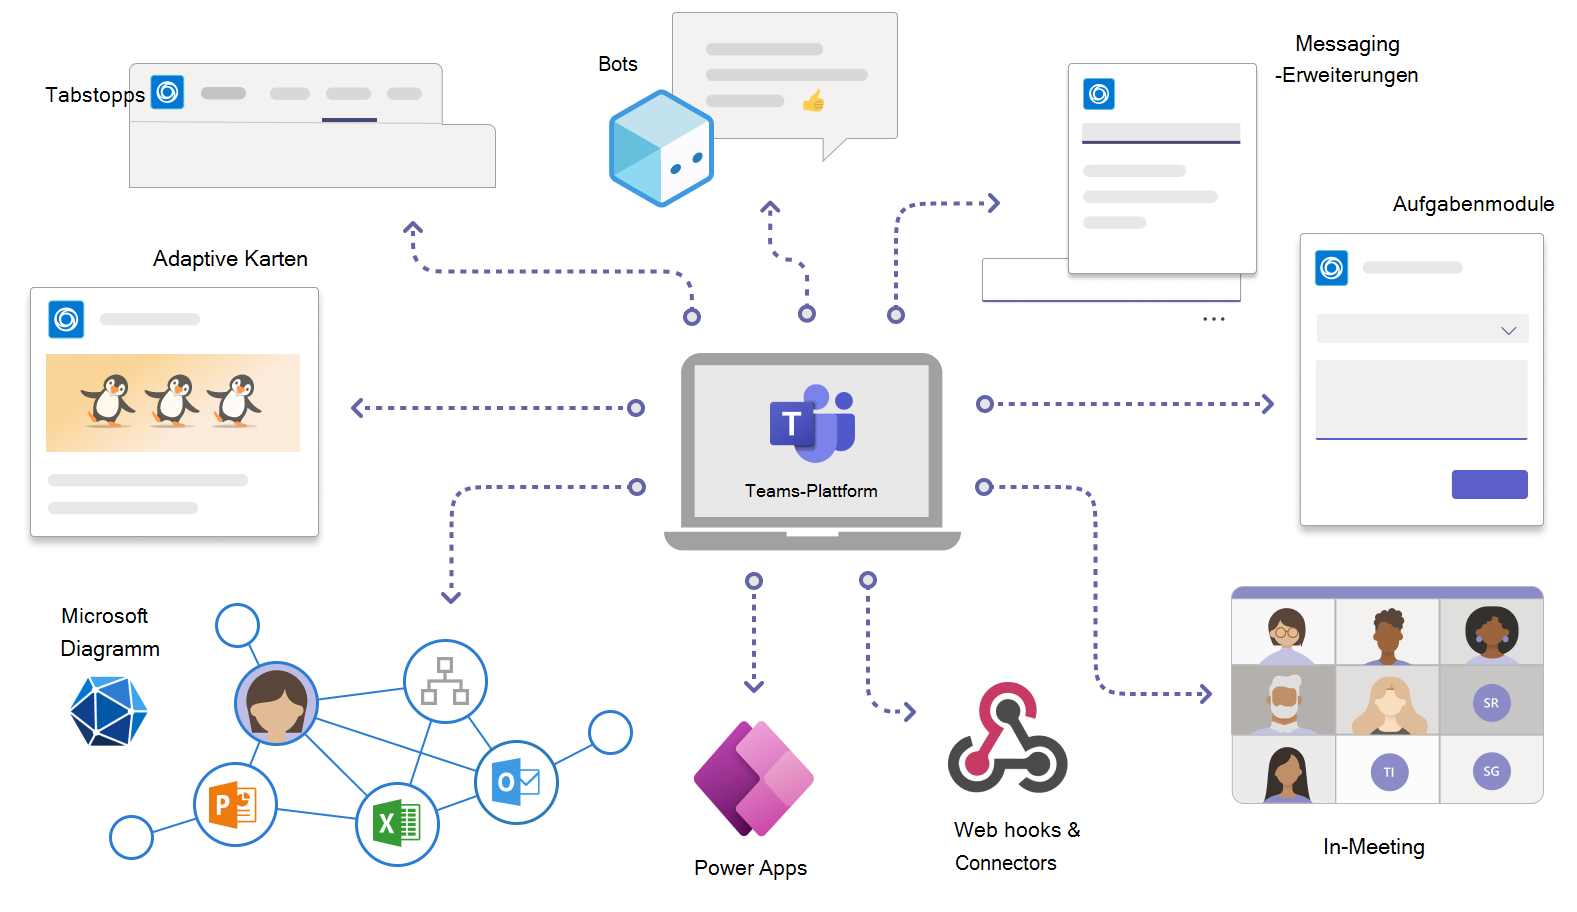 Messaging
-Erweiterungen
Bots
Tabstopps
Aufgabenmodule
Adaptive Karten
T
Teams-Plattform
Microsoft
Diagramm
SR
O
TI
SG
P
X
Web hooks &
Connectors
In-Meeting
Power Apps